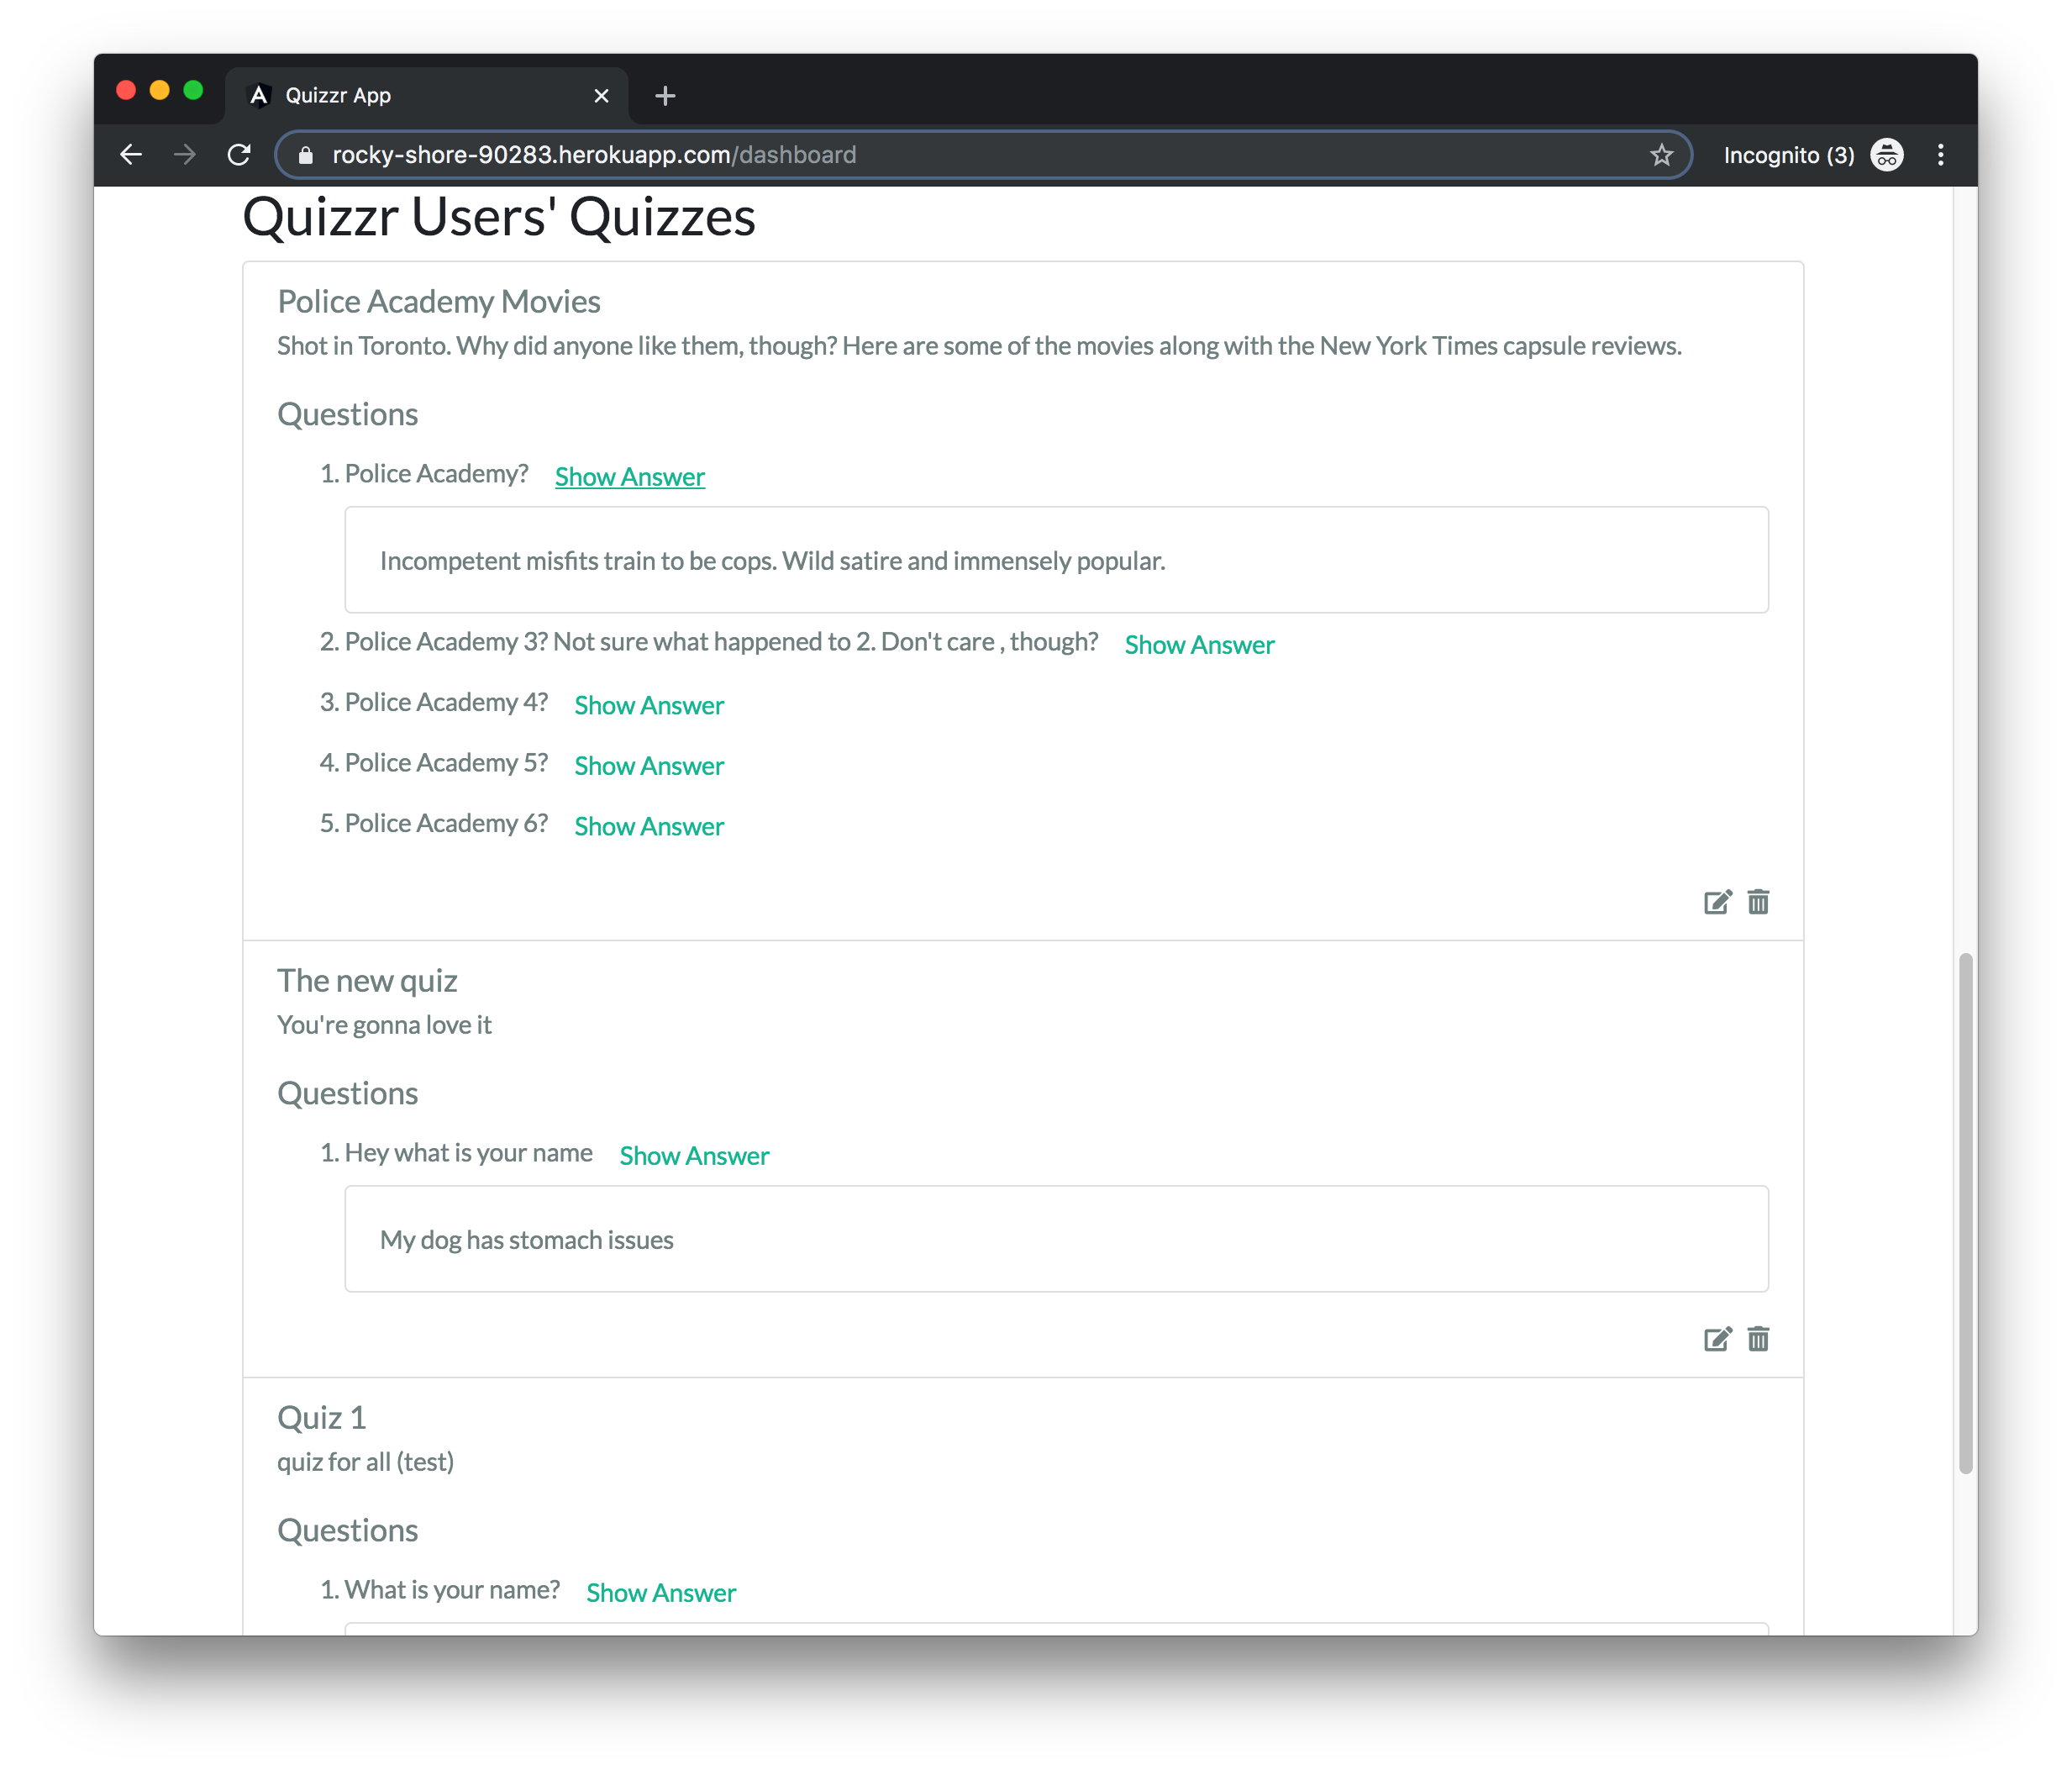 Quizzr App
rocky-shore-90283.herokuapp.com/dashboard
Incognito (3)
Quizzr Users' Quizzes
Police Academy Movies
Shot in Toronto. Why did anyone like them, though? Here are some of the movies along with the New York Times capsule reviews.
Questions
1. Police Academy? Show Answer
Incompetent misfits train to be cops. Wild satire and immensely popular.
2. Police Academy 3? Not sure what happened to 2. Don't care , though? Show Answer
3. Police Academy 4? Show Answer
4. Police Academy 5? Show Answer
5. Police Academy 6? Show Answer
The new quiz
You're gonna love it
Questions
1. Hey what is your name Show Answer
My dog has stomach issues
Quiz 1
quiz for all (test)
Questions
1. What is your name? Show Answer